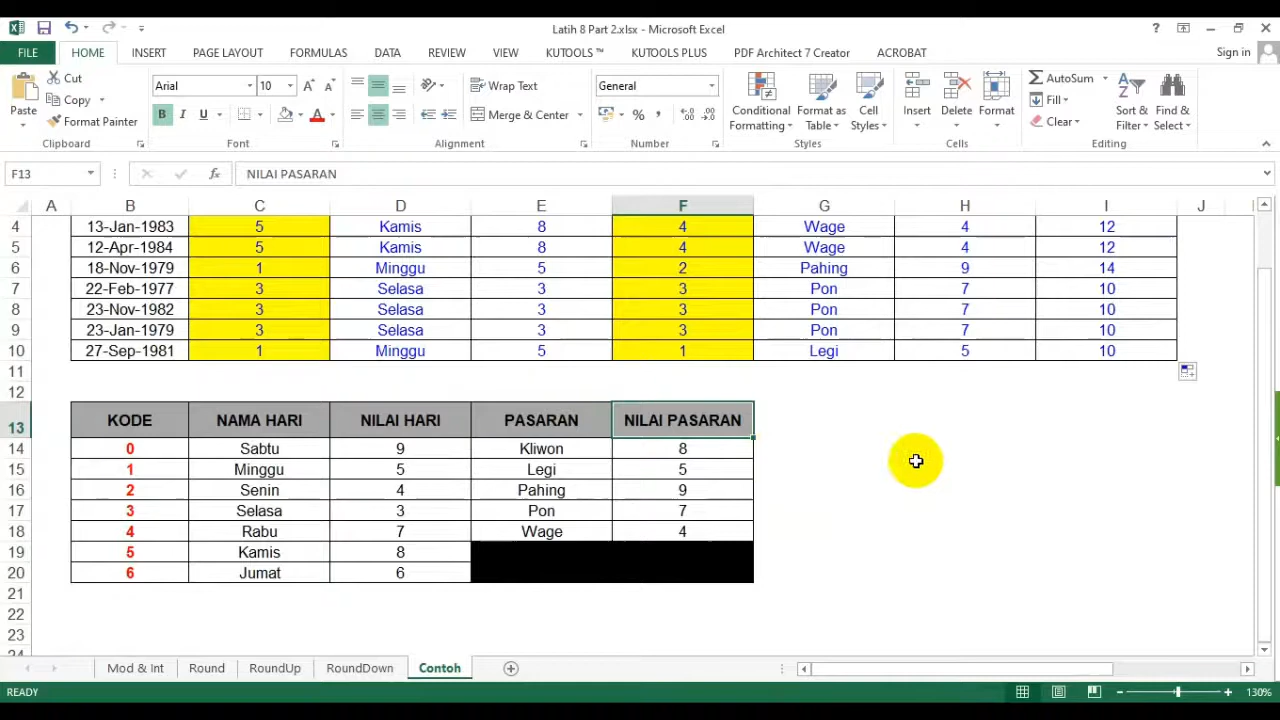 Latih 8 Part 2.xlsx - Microsoft Excel
FILE HOME INSERT PAGE LAYOUT FORMULAS DATA REVIEW VIEW KUTOOLS ™ KUTOOLS PLUS PDF Architect 7 Creator ACROBAT Sign in
Paste Cut Copy Format Painter
Arial 10
B I U
Wrap Text
Merge & Center
General
Conditional Formatting
Format as Table
Cell Styles
Insert Delete Format
AutoSum Fill Clear
Sort & Filter
Find & Select
Clipboard Font Alignment Number Styles Cells Editing
F13 fx NILAI PASARAN
A B C D E F G H I J
4 13-Jan-1983 5 Kamis 8 4 Wage 4 12
5 12-Apr-1984 5 Kamis 8 4 Wage 4 12
6 18-Nov-1979 1 Minggu 5 2 Pahing 9 14
7 22-Feb-1977 3 Selasa 3 3 Pon 7 10
8 23-Nov-1982 3 Selasa 3 3 Pon 7 10
9 23-Jan-1979 3 Selasa 3 3 Pon 7 10
10 27-Sep-1981 1 Minggu 5 1 Legi 5 10
11
12
13 KODE NAMA HARI NILAI HARI PASARAN NILAI PASARAN
14 0 Sabtu 9 Kliwon 8
15 1 Minggu 5 Legi 5
16 2 Senin 4 Pahing 9
17 3 Selasa 3 Pon 7
18 4 Rabu 7 Wage 4
19 5 Kamis 8
20 6 Jumat 6
21
22
23
24
Mod & Int Round RoundUp RoundDown Contoh
READY 130%